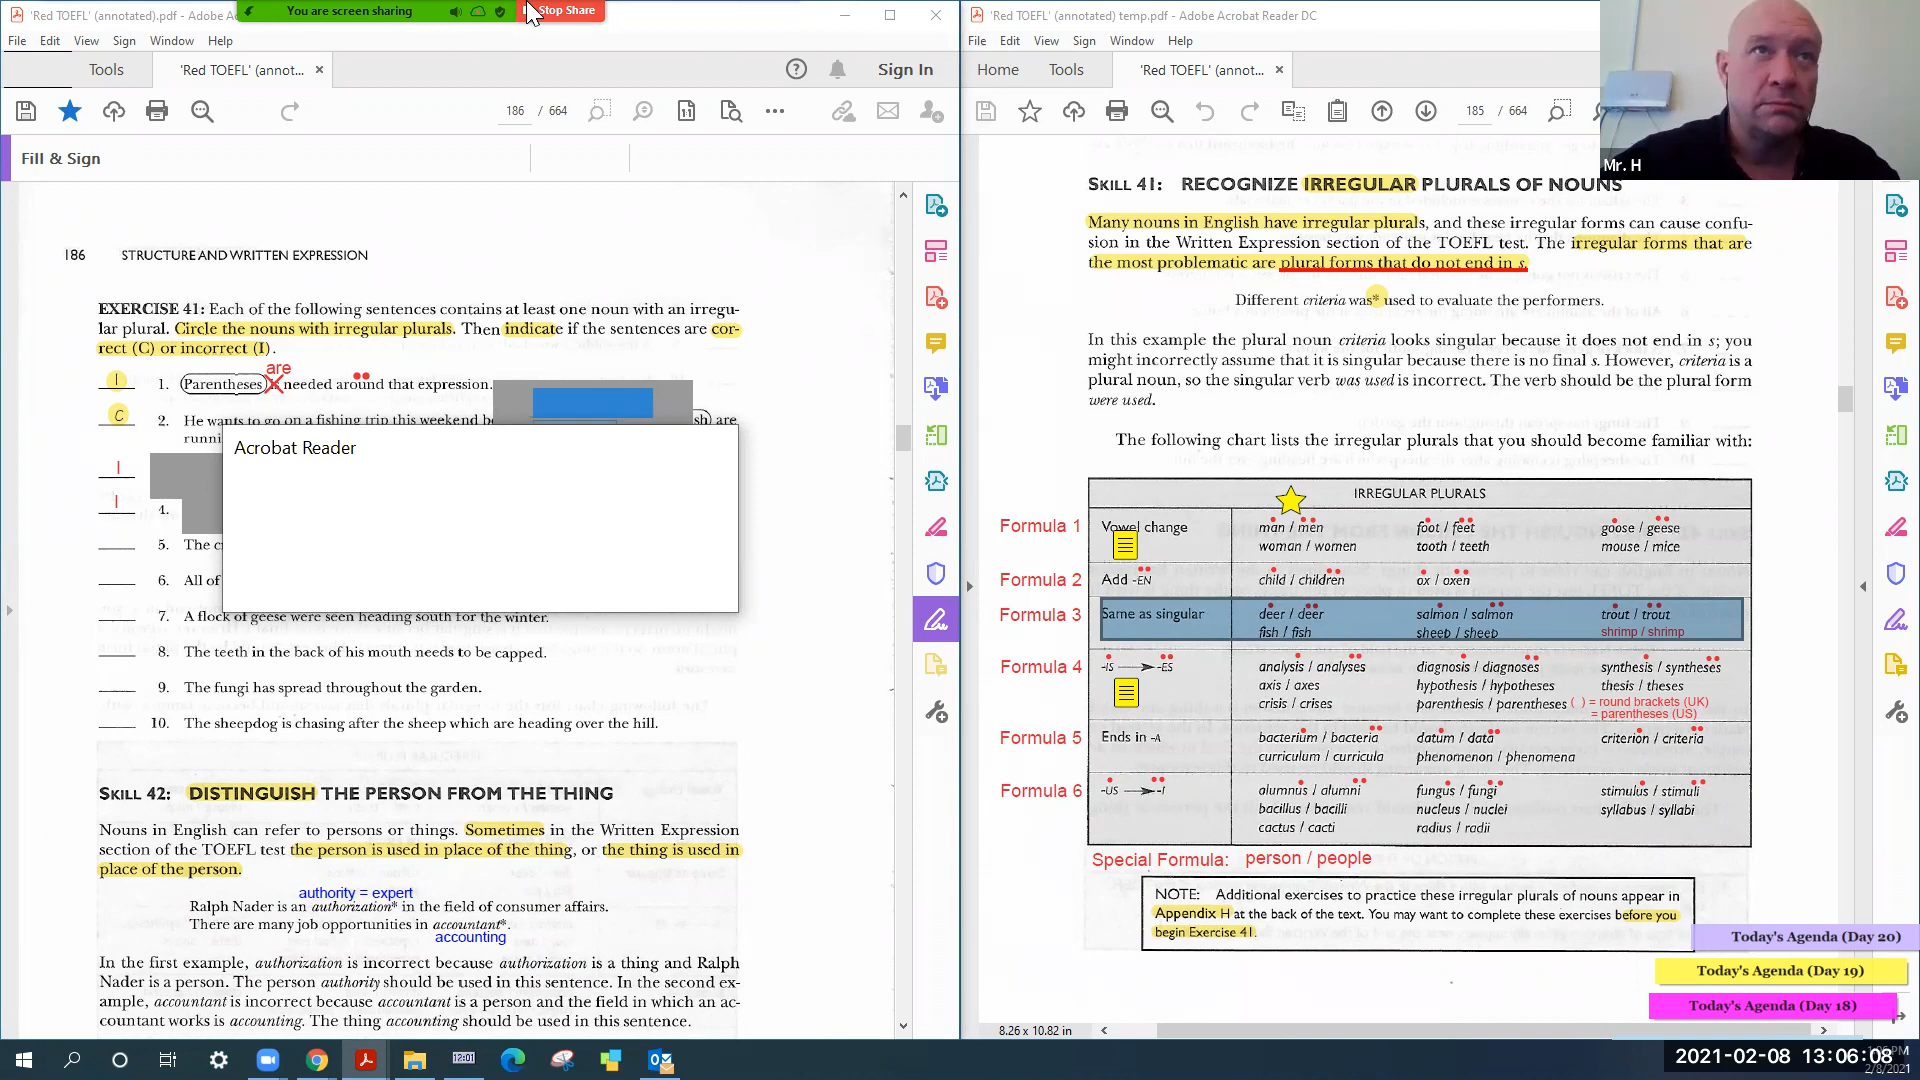 'Red TOEFL' (annotated).pdf - Adobe Ac
You are screen sharing
Stop Share
File Edit View Sign Window Help
Tools
'Red TOEFL' (annot...
Sign In
186 / 664
Fill & Sign
186 STRUCTURE AND WRITTEN EXPRESSION
EXERCISE 41: Each of the following sentences contains at least one noun with an irregu-
lar plural. Circle the nouns with irregular plurals. Then indicate if the sentences are cor-
rect (C) or incorrect (I).
are
I 1. Parentheses needed around that expression.
C 2. He wants to go on a fishing trip this weekend be sh are
runni
I
I 4.
5. The c
6. All of
7. A flock of geese were seen heading south for the winter.
8. The teeth in the back of his mouth needs to be capped.
9. The fungi has spread throughout the garden.
10. The sheepdog is chasing after the sheep which are heading over the hill.
Acrobat Reader
SKILL 42: DISTINGUISH THE PERSON FROM THE THING
Nouns in English can refer to persons or things. Sometimes in the Written Expression
section of the TOEFL test the person is used in place of the thing, or the thing is used in
place of the person.
authority = expert
Ralph Nader is an authorization* in the field of consumer affairs.
There are many job opportunities in accountant*.
accounting
In the first example, authorization is incorrect because authorization is a thing and Ralph
Nader is a person. The person authority should be used in this sentence. In the second ex-
ample, accountant is incorrect because accountant is a person and the field in which an ac-
countant works is accounting. The thing accounting should be used in this sentence.
'Red TOEFL' (annotated) temp.pdf - Adobe Acrobat Reader DC
File Edit View Sign Window Help
Home Tools
'Red TOEFL' (annot...
185 / 664
Mr. H
SKILL 41: RECOGNIZE IRREGULAR PLURALS OF NOUNS
Many nouns in English have irregular plurals, and these irregular forms can cause confu-
sion in the Written Expression section of the TOEFL test. The irregular forms that are
the most problematic are plural forms that do not end in s.
Different criteria was* used to evaluate the performers.
In this example the plural noun criteria looks singular because it does not end in s; you
might incorrectly assume that it is singular because there is no final s. However, criteria is a
plural noun, so the singular verb was used is incorrect. The verb should be the plural form
were used.
The following chart lists the irregular plurals that you should become familiar with:
IRREGULAR PLURALS
Formula 1 Vowel change man / men foot / feet goose / geese
woman / women tooth / teeth mouse / mice
Formula 2 Add -EN child / children ox / oxen
Formula 3 Same as singular deer / deer salmon / salmon trout / trout
fish / fish sheep / sheep shrimp / shrimp
Formula 4 -IS -ES analysis / analyses diagnosis / diagnoses synthesis / syntheses
axis / axes hypothesis / hypotheses thesis / theses
crisis / crises parenthesis / parentheses ( ) = round brackets (UK)
= parentheses (US)
Formula 5 Ends in -A bacterium / bacteria datum / data criterion / criteria
curriculum / curricula phenomenon / phenomena
Formula 6 -US -I alumnus / alumni fungus / fungi stimulus / stimuli
bacillus / bacilli nucleus / nuclei syllabus / syllabi
cactus / cacti radius / radii
Special Formula: person / people
NOTE: Additional exercises to practice these irregular plurals of nouns appear in
Appendix H at the back of the text. You may want to complete these exercises before you
begin Exercise 41.
Today's Agenda (Day 20)
Today's Agenda (Day 19)
Today's Agenda (Day 18)
8.26 x 10.82 in
12:01
2021-02-08 13:06:08
2/8/2021